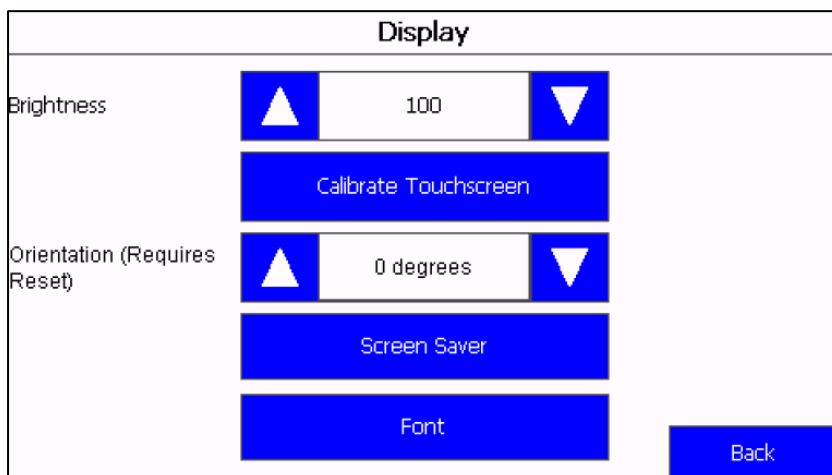 Display
Brightness
100
Calibrate Touchscreen
Orientation (Requires
Reset)
0 degrees
Screen Saver
Font
Back